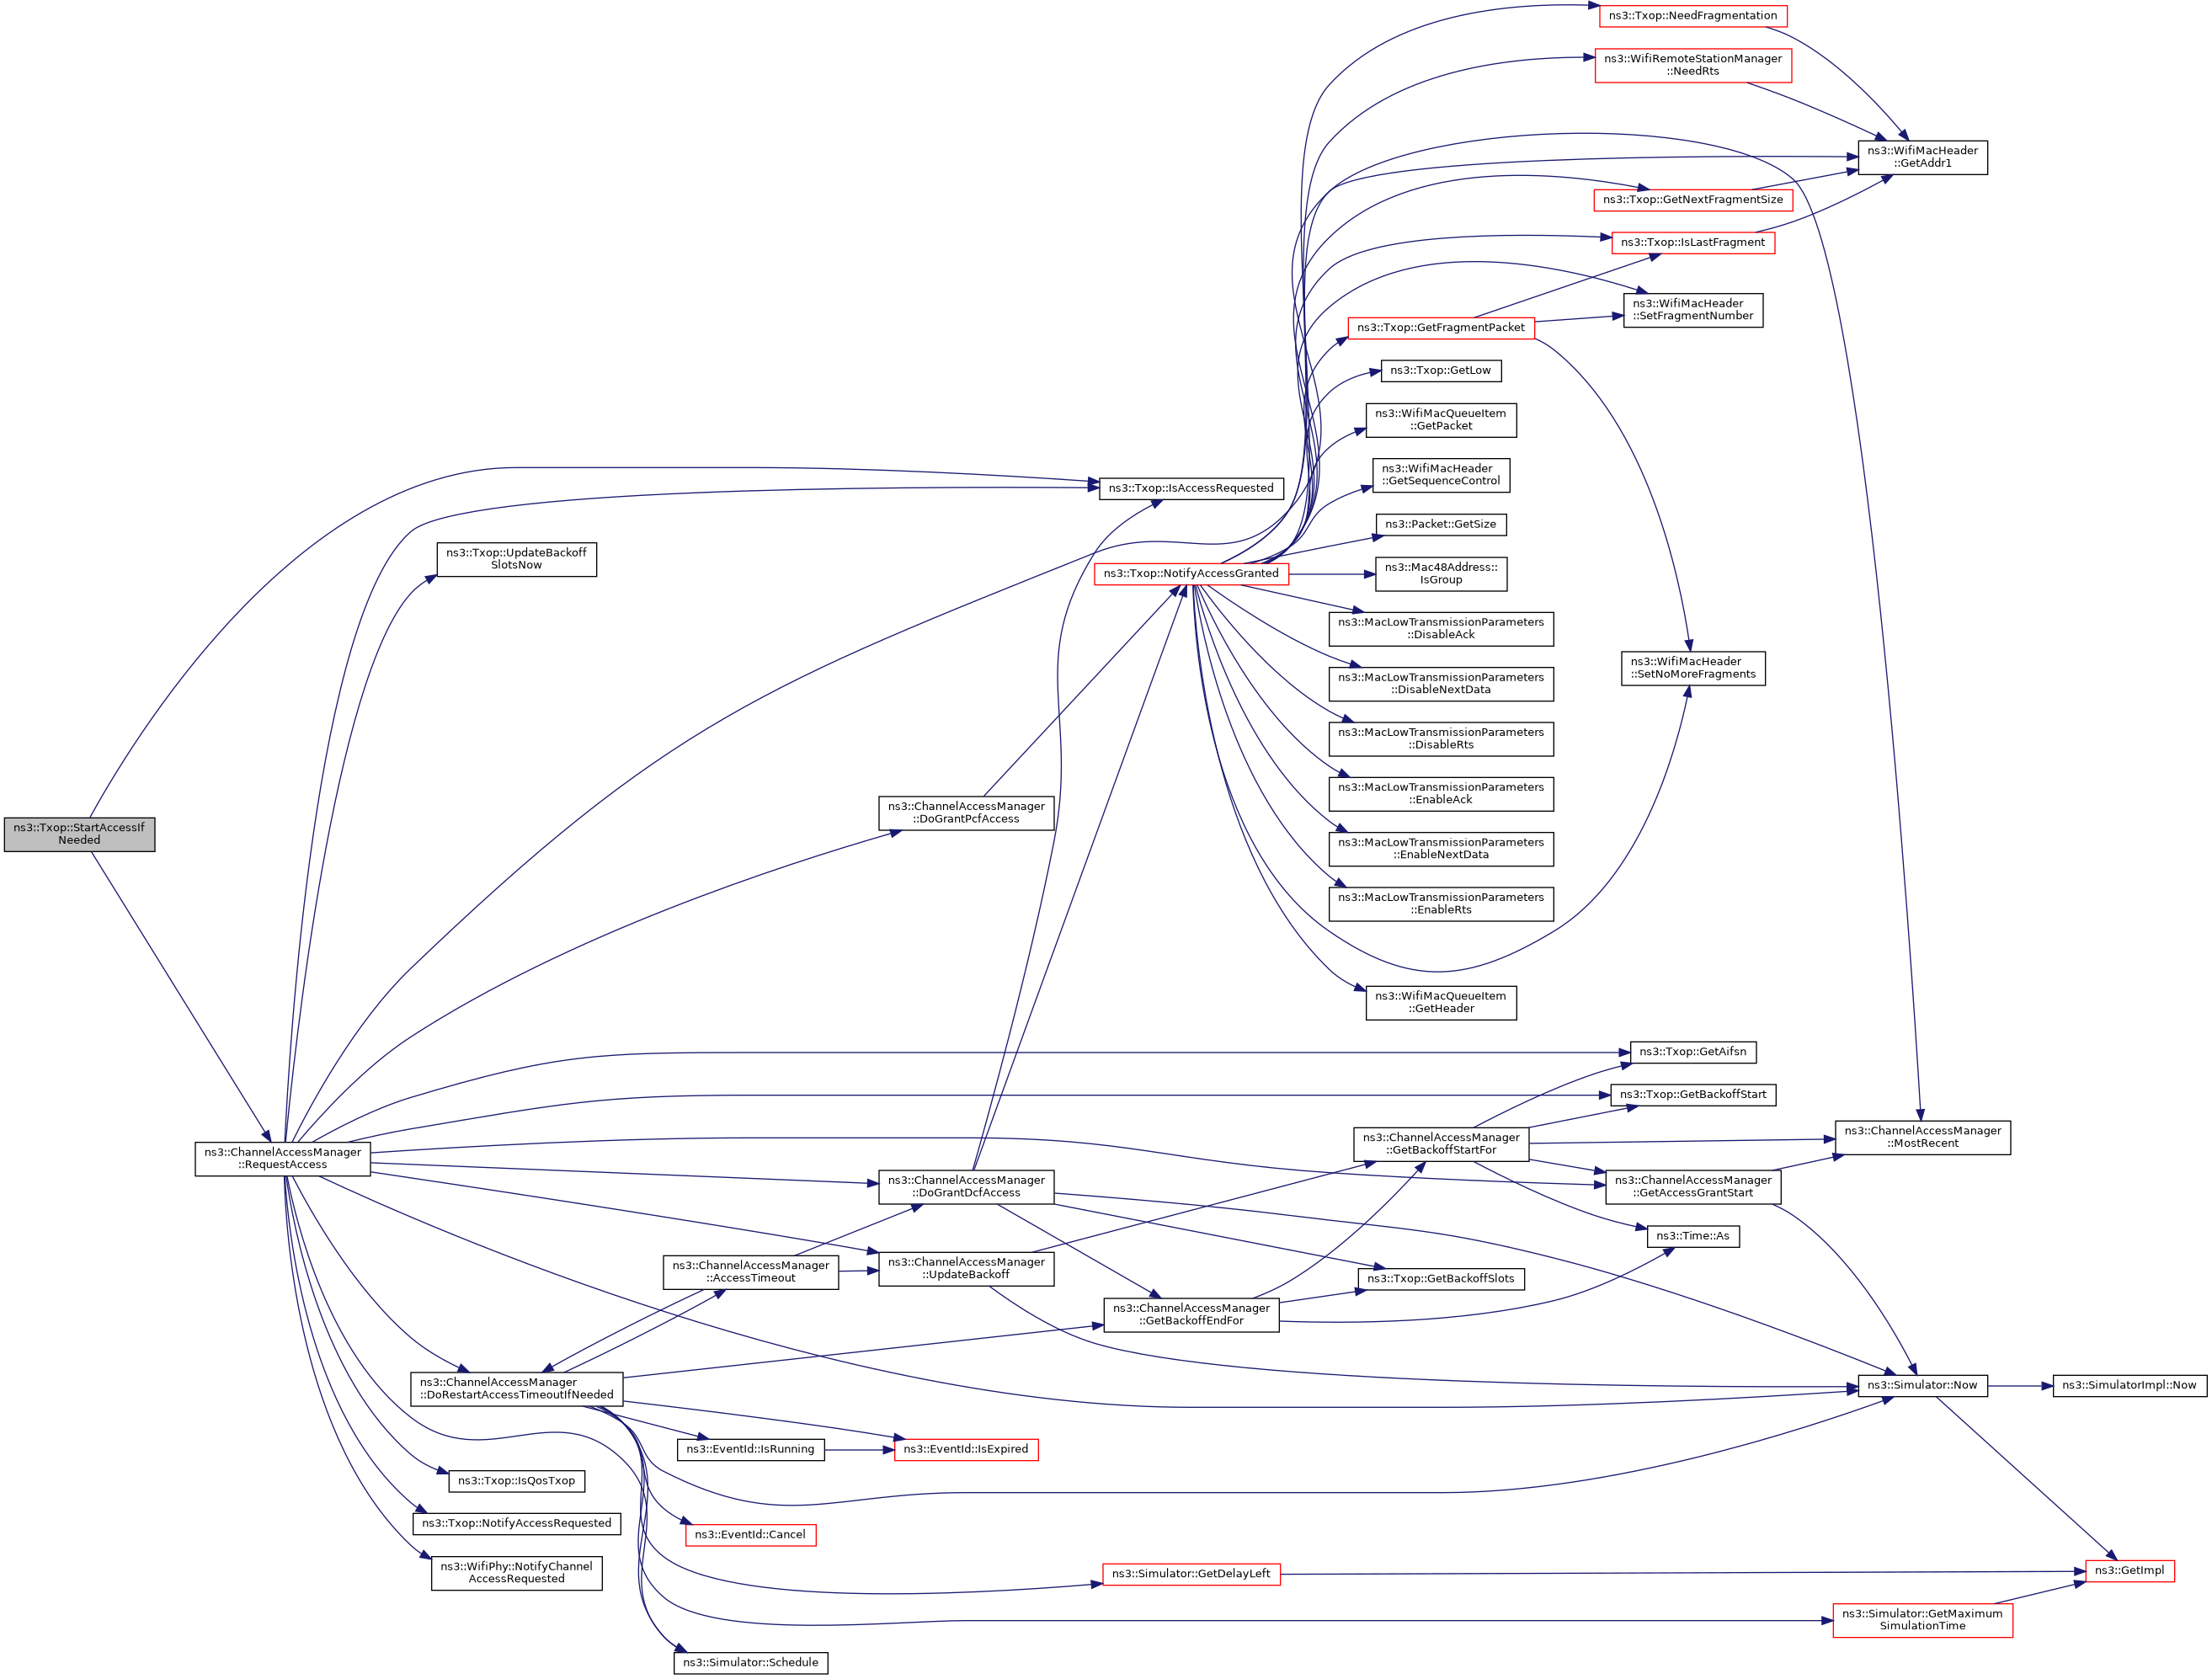 ns3::Txop::NeedFragmentation
ns3::WifiRemoteStationManager
::NeedRts
ns3::WifiMacHeader
::GetAddr1
ns3::Txop::GetNextFragmentSize
ns3::Txop::IsLastFragment
ns3::WifiMacHeader
::SetFragmentNumber
ns3::Txop::GetFragmentPacket
ns3::Txop::GetLow
ns3::WifiMacQueueItem
::GetPacket
ns3::WifiMacHeader
::GetSequenceControl
ns3::Txop::IsAccessRequested
ns3::Packet::GetSize
ns3::Txop::UpdateBackoff
SlotsNow
ns3::Txop::NotifyAccessGranted
ns3::Mac48Address::
IsGroup
ns3::MacLowTransmissionParameters
::DisableAck
ns3::WifiMacHeader
::SetNoMoreFragments
ns3::MacLowTransmissionParameters
::DisableNextData
ns3::MacLowTransmissionParameters
::DisableRts
ns3::MacLowTransmissionParameters
::EnableAck
ns3::ChannelAccessManager
::DoGrantPcfAccess
ns3::Txop::StartAccessIf
Needed
ns3::MacLowTransmissionParameters
::EnableNextData
ns3::MacLowTransmissionParameters
::EnableRts
ns3::WifiMacQueueItem
::GetHeader
ns3::Txop::GetAifsn
ns3::Txop::GetBackoffStart
ns3::ChannelAccessManager
::MostRecent
ns3::ChannelAccessManager
::GetBackoffStartFor
ns3::ChannelAccessManager
::RequestAccess
ns3::ChannelAccessManager
::DoGrantDcfAccess
ns3::ChannelAccessManager
::GetAccessGrantStart
ns3::Time::As
ns3::ChannelAccessManager
::AccessTimeout
ns3::ChannelAccessManager
::UpdateBackoff
ns3::Txop::GetBackoffSlots
ns3::ChannelAccessManager
::GetBackoffEndFor
ns3::ChannelAccessManager
::DoRestartAccessTimeoutIfNeeded
ns3::Simulator::Now
ns3::SimulatorImpl::Now
ns3::EventId::IsRunning
ns3::EventId::IsExpired
ns3::Txop::IsQosTxop
ns3::Txop::NotifyAccessRequested
ns3::EventId::Cancel
ns3::WifiPhy::NotifyChannel
AccessRequested
ns3::Simulator::GetDelayLeft
ns3::GetImpl
ns3::Simulator::GetMaximum
SimulationTime
ns3::Simulator::Schedule